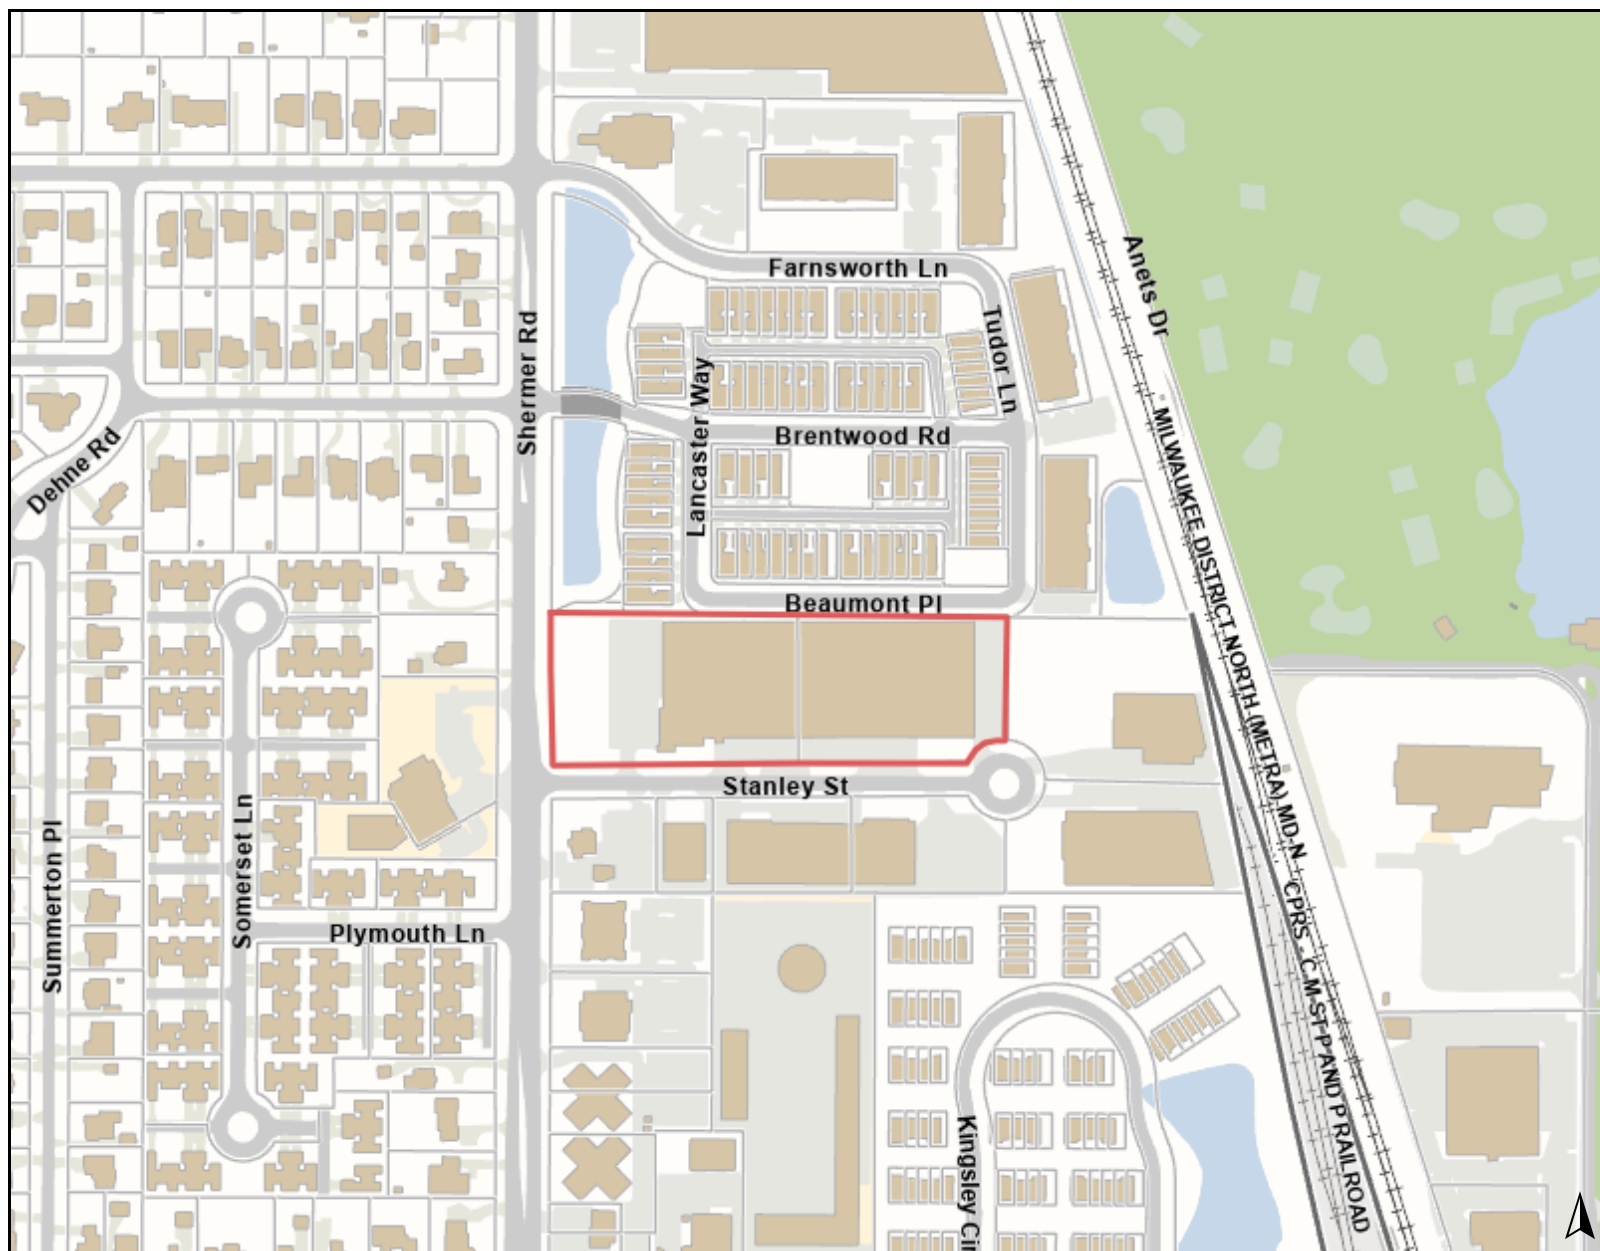 Farnsworth Ln
Anets Dr
Tudor Ln
Shermer Rd
Lancaster Way
Brentwood Rd
Dehne Rd
MILWAUKEE DISTRICT NORTH (METRA) MD-N
Beaumont Pl
Stanley St
Summerton Pl
Somerset Ln
Plymouth Ln
CPRS - C M ST P AND P RAILROAD
Kingsley Cir